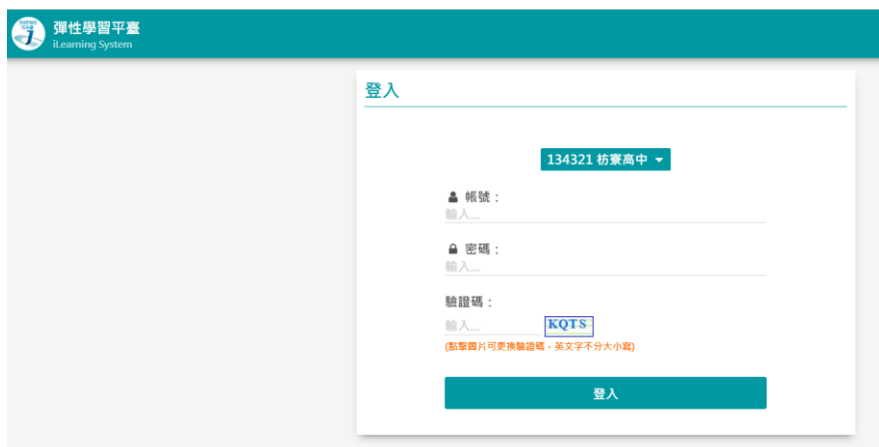 彈性學習平臺
iLearning System
登入
134321 枋寮高中
帳號：
輸入...
密碼：
輸入...
驗證碼：
輸入... KQTS
(點擊圖片可更換驗證碼，英文字不分大小寫)
登入